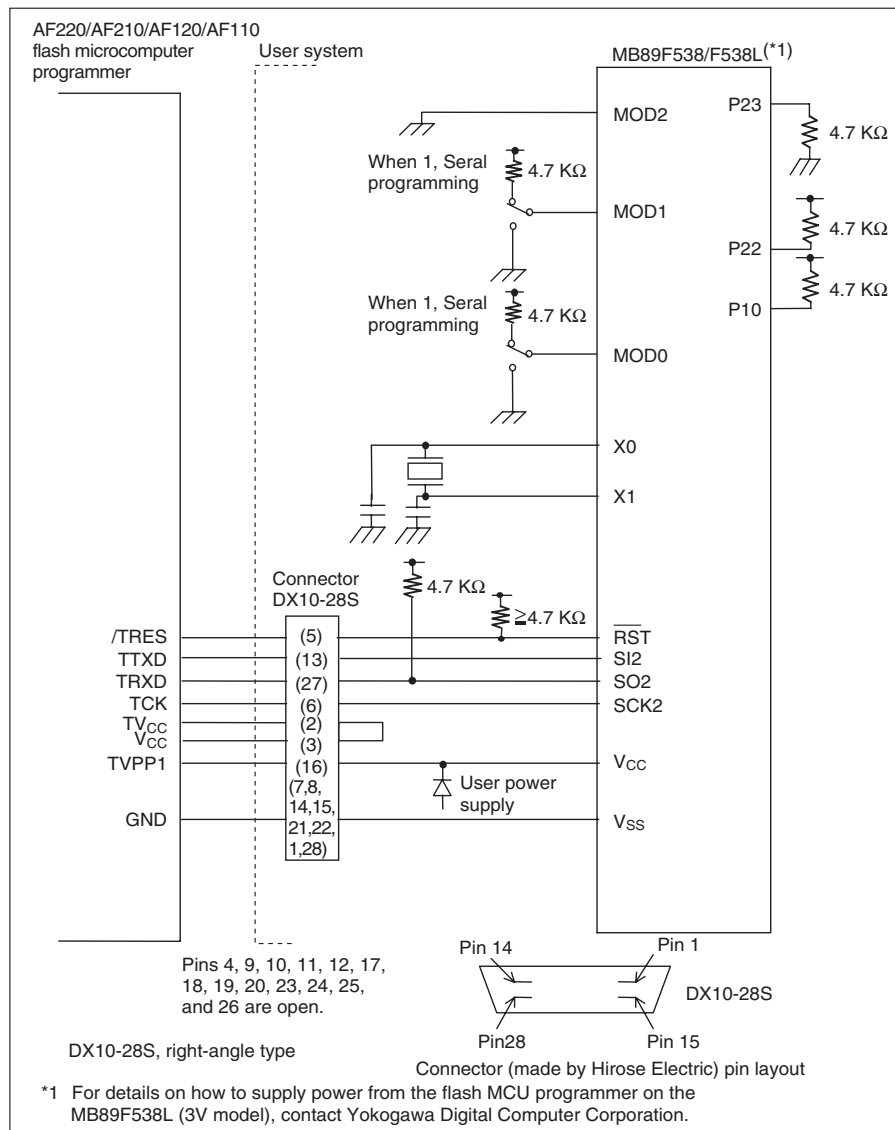 AF220/AF210/AF120/AF110
flash microcomputer
programmer
User system
MB89F538/F538L(*1)
MOD2
P23
4.7 KΩ
When 1, Seral
programming
4.7 KΩ
MOD1
4.7 KΩ
P22
4.7 KΩ
P10
When 1, Seral
programming
4.7 KΩ
MOD0
X0
X1
Connector
DX10-28S
4.7 KΩ
≥4.7 KΩ
/TRES
(5)
RST
TTXD
(13)
SI2
TRXD
(27)
SO2
TCK
(6)
SCK2
TVCC
(2)
VCC
(3)
TVPP1
(16)
VCC
User power
supply
GND
(7,8,
14,15,
21,22,
1,28)
VSS
Pins 4, 9, 10, 11, 12, 17,
18, 19, 20, 23, 24, 25,
and 26 are open.
Pin 14
Pin 1
DX10-28S
Pin28
Pin 15
DX10-28S, right-angle type
Connector (made by Hirose Electric) pin layout
*1 For details on how to supply power from the flash MCU programmer on the
MB89F538L (3V model), contact Yokogawa Digital Computer Corporation.